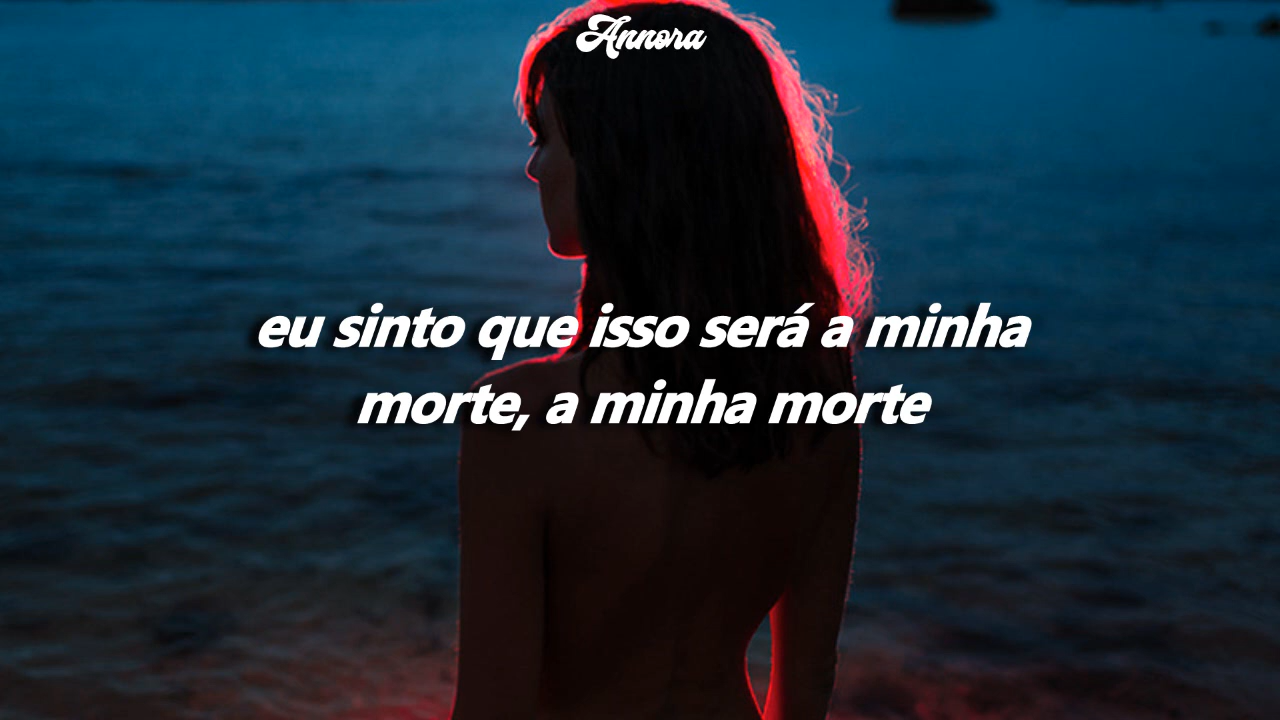 Annora
eu sinto que isso será a minha
morte, a minha morte